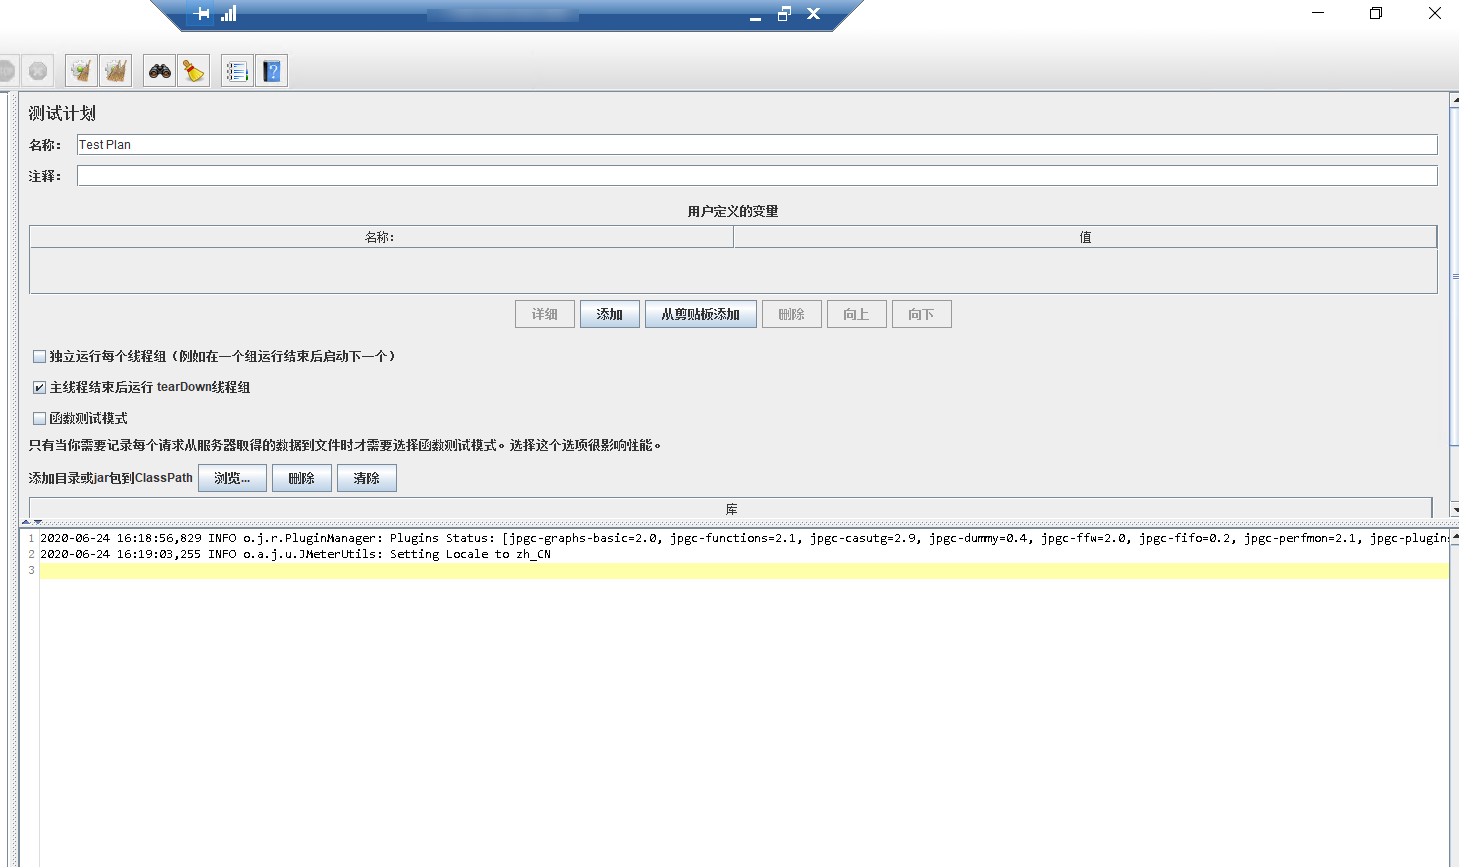 测试计划
名称： Test Plan
注释：
用户定义的变量
名称: 值
详细 添加 从剪贴板添加 删除 向上 向下
独立运行每个线程组（例如在一个组运行结束后启动下一个）
主线程结束后运行 tearDown线程组
函数测试模式
只有当你需要记录每个请求从服务器取得的数据到文件时才需要选择函数测试模式。选择这个选项很影响性能。
添加目录或jar包到ClassPath 浏览... 删除 清除
库
1 2020-06-24 16:18:56,829 INFO o.j.r.PluginManager: Plugins Status: [jpgc-graphs-basic=2.0, jpgc-functions=2.1, jpgc-casutg=2.9, jpgc-dummy=0.4, jpgc-ffw=2.0, jpgc-fifo=0.2, jpgc-perfmon=2.1, jpgc-plugins
2 2020-06-24 16:19:03,255 INFO o.a.j.u.JMeterUtils: Setting Locale to zh_CN
3